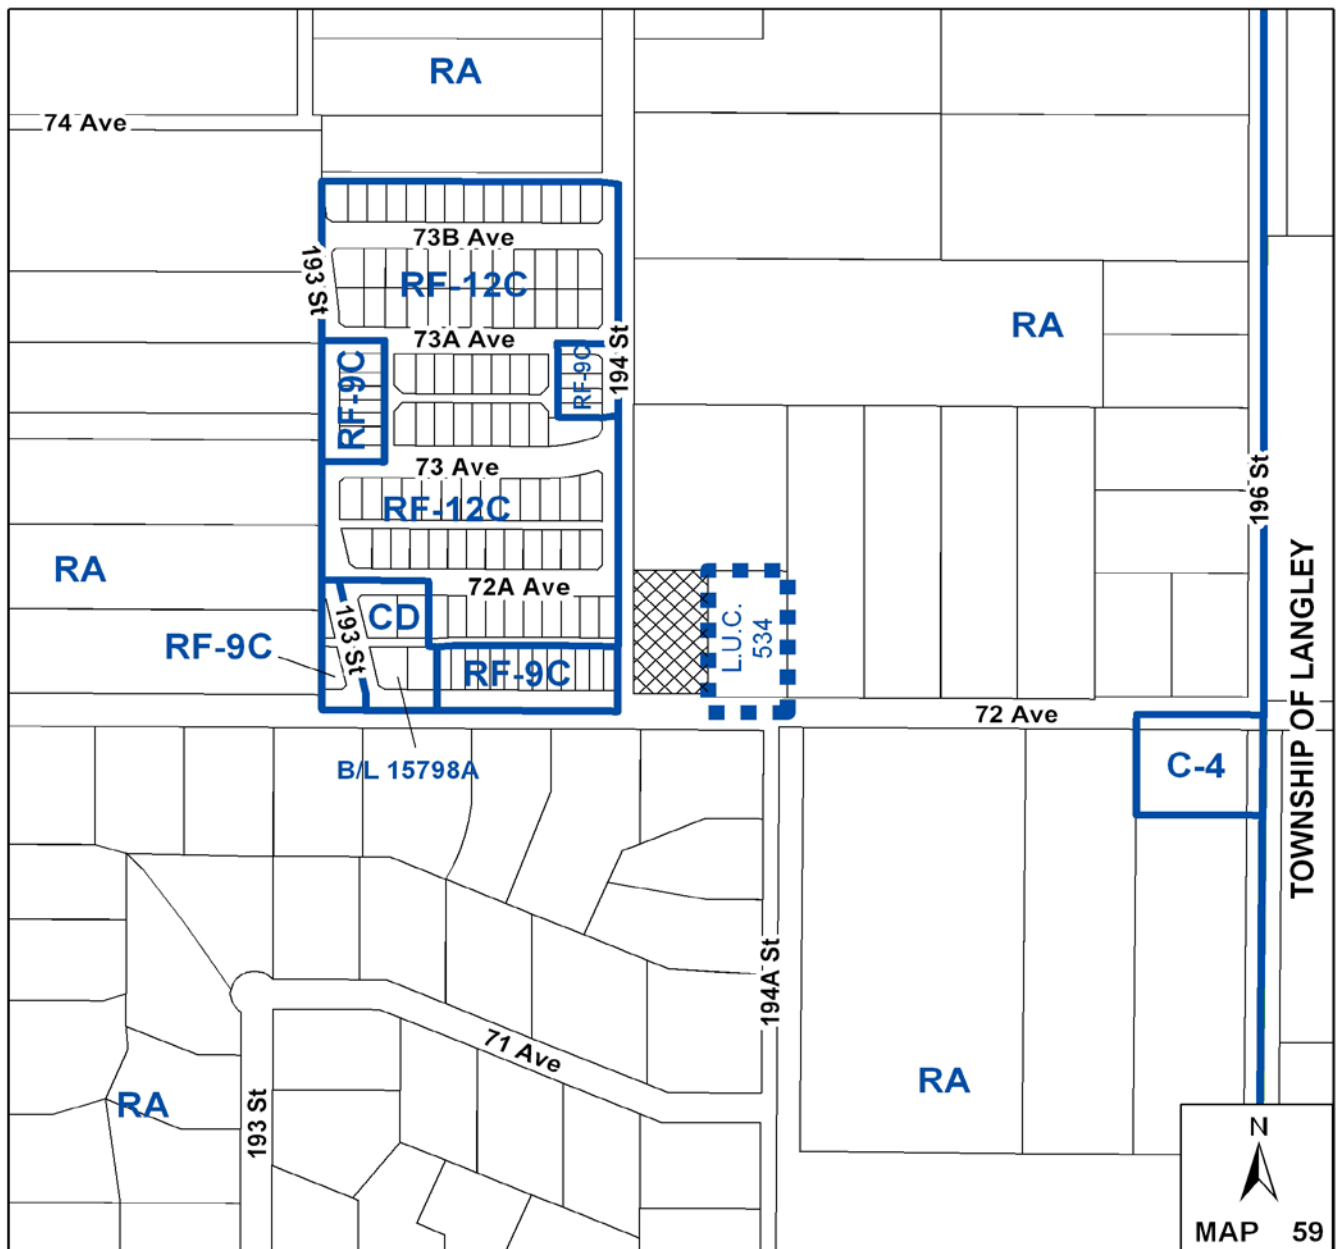 RA
74 Ave
73B Ave
193 St
RF-12C
RA
73A Ave
194 St
RF-9C
RF-9C
73 Ave
196 St
RF-12C
RA
72A Ave
TOWNSHIP OF LANGLEY
CD
193 St
L.U.C.
534
RF-9C
RF-9C
72 Ave
B/L 15798A
C-4
194A St
71 Ave
RA
RA
193 St
N
MAP 59